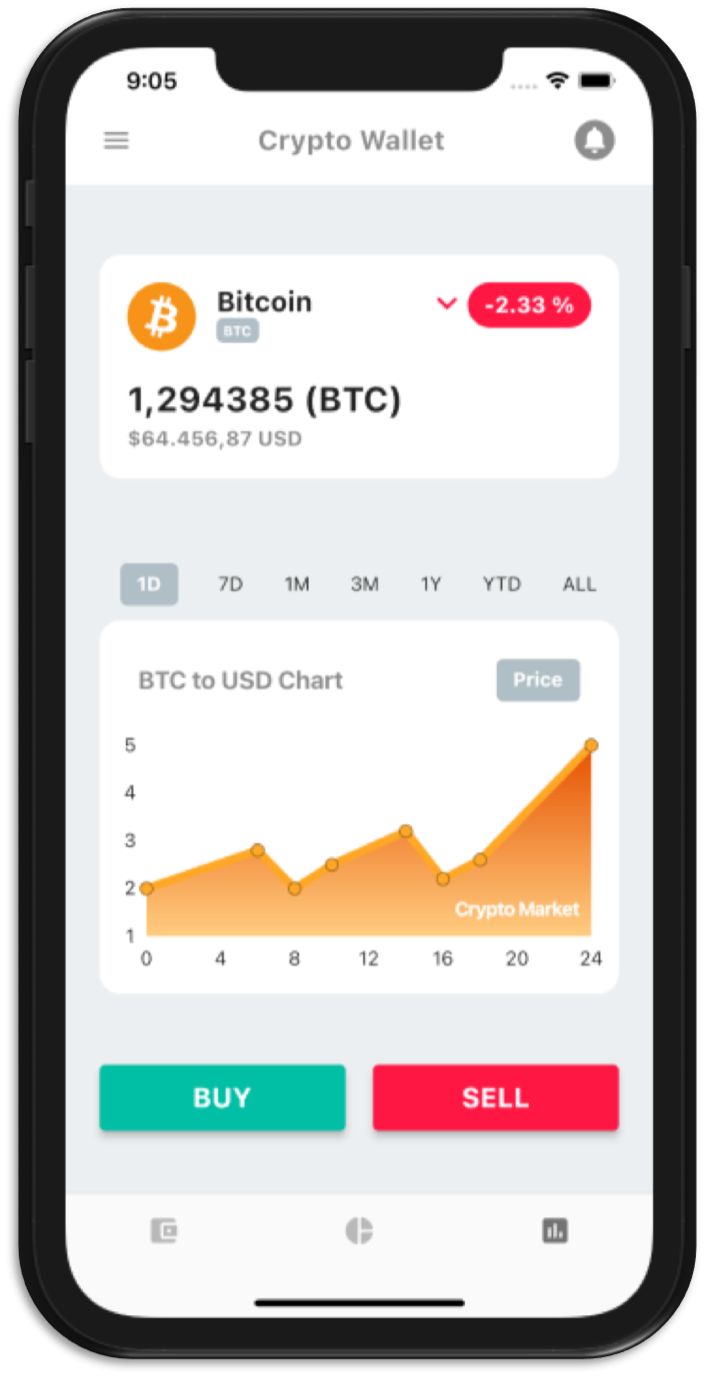 9:05
Crypto Wallet
Bitcoin
-2.33 %
BTC
1,294385 (BTC)
$64.456,87 USD
1D 7D 1M 3M 1Y YTD ALL
BTC to USD Chart
Price
5
4
3
2
Crypto Market
1
0 4 8 12 16 20 24
BUY SELL